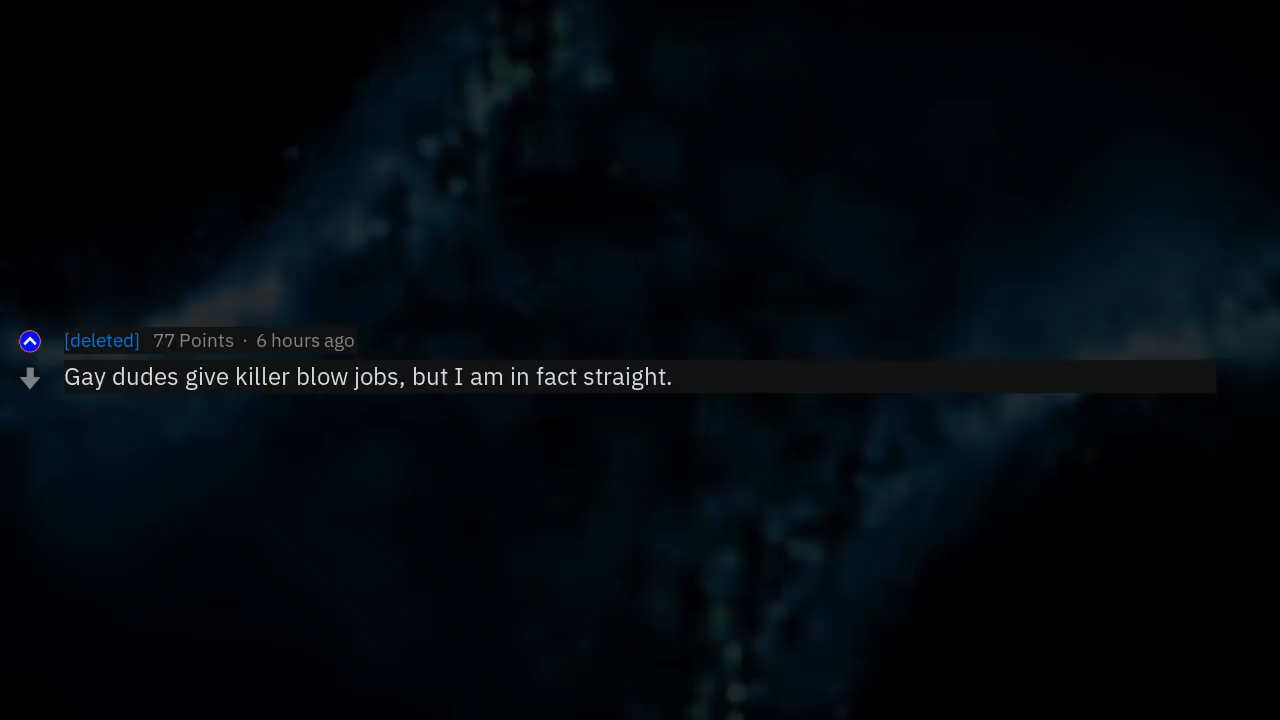 [deleted] 77 Points · 6 hours ago
Gay dudes give killer blow jobs, but I am in fact straight.